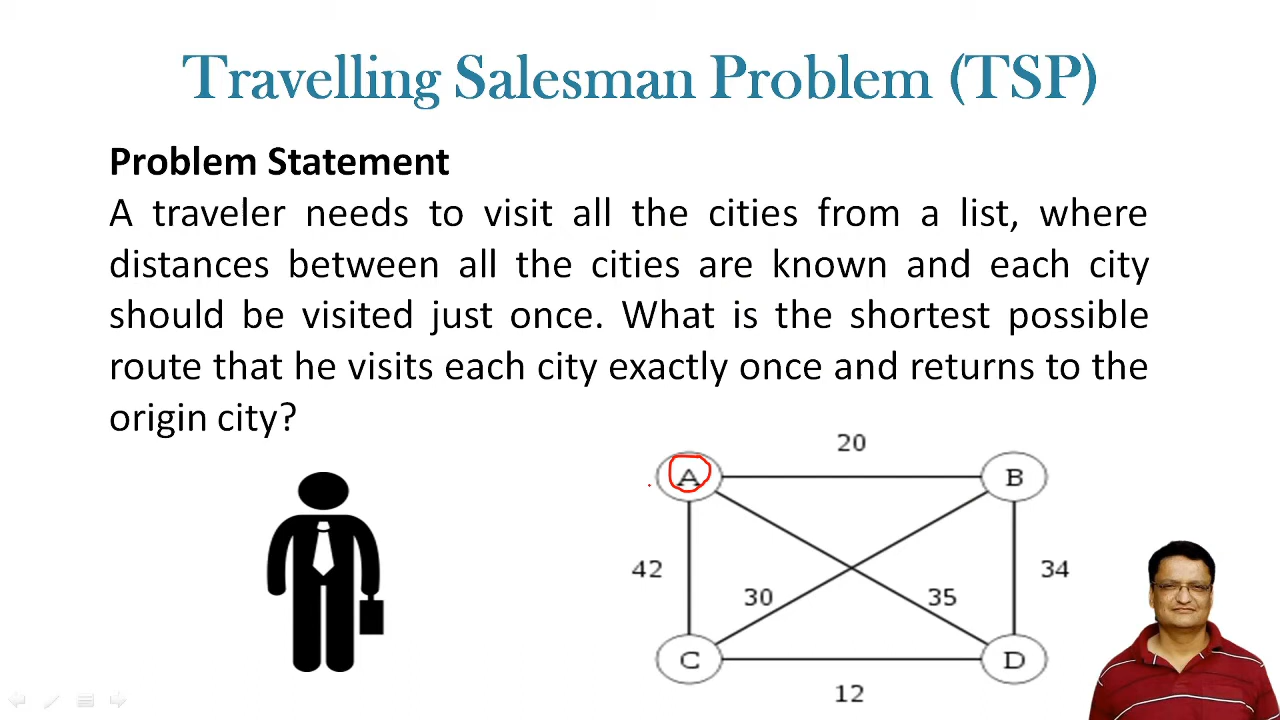 Travelling Salesman Problem (TSP)
Problem Statement
A traveler needs to visit all the cities from a list, where
distances between all the cities are known and each city
should be visited just once. What is the shortest possible
route that he visits each city exactly once and returns to the
origin city?
20
A
B
42
34
30
35
C
D
12